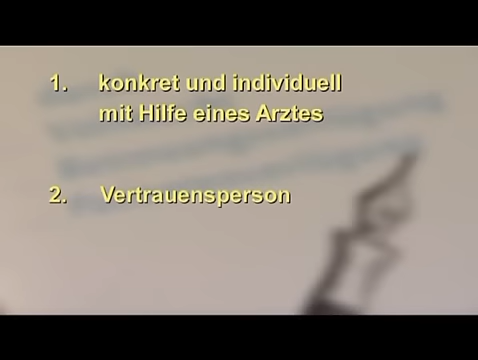 1. konkret und individuell
mit Hilfe eines Arztes
2. Vertrauensperson